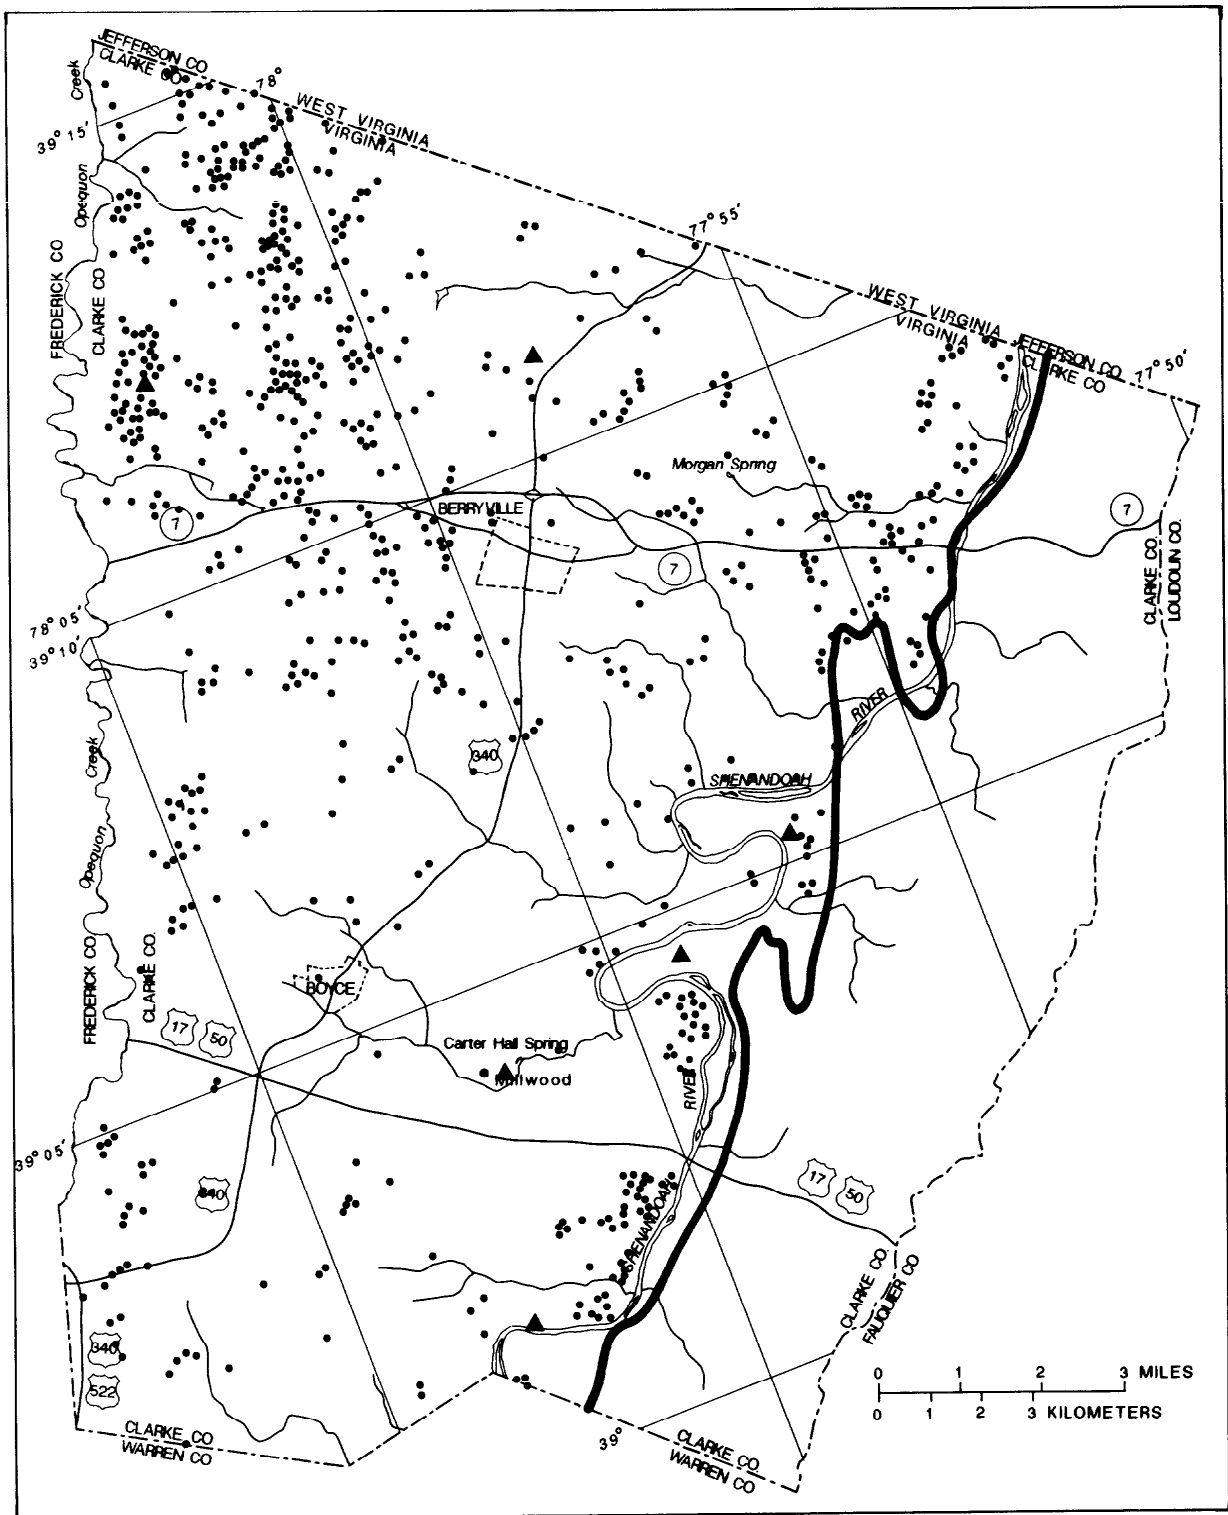 JEFFERSON CO
CLARKE CO
Creek
78°
WEST VIRGINIA
VIRGINIA
39° 15'
Opequon
77° 55'
FREDERICK CO
CLARKE CO
WEST VIRGINIA
VIRGINIA
JEFFERSON CO
CLARKE CO
77° 50'
Morgan Spring
BERRYVILLE
7
7
7
CLARKE CO.
LOUDOUN CO.
78° 05'
39° 10'
RIVER
340
Creek
SHENANDOAH
Opequon
FREDERICK CO.
CLARKE CO.
BOYCE
17
50
Carter Hall Spring
Millwood
RIVER
39° 05'
340
17
50
SHENANDOAH
CLARKE CO.
FAUQUIER CO
340
522
0 1 2 3 MILES
0 1 2 3 KILOMETERS
CLARKE CO
WARREN CO
39°
CLARKE CO.
WARREN CO